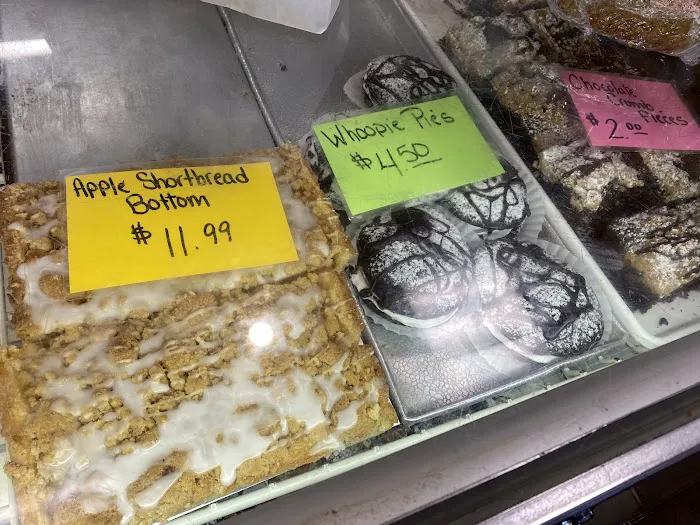 Apple Shortbread
Bottom
$ 11.99
Whoopie Pies
$4.50
Chocolate
Crumb
Pieces
$2.00